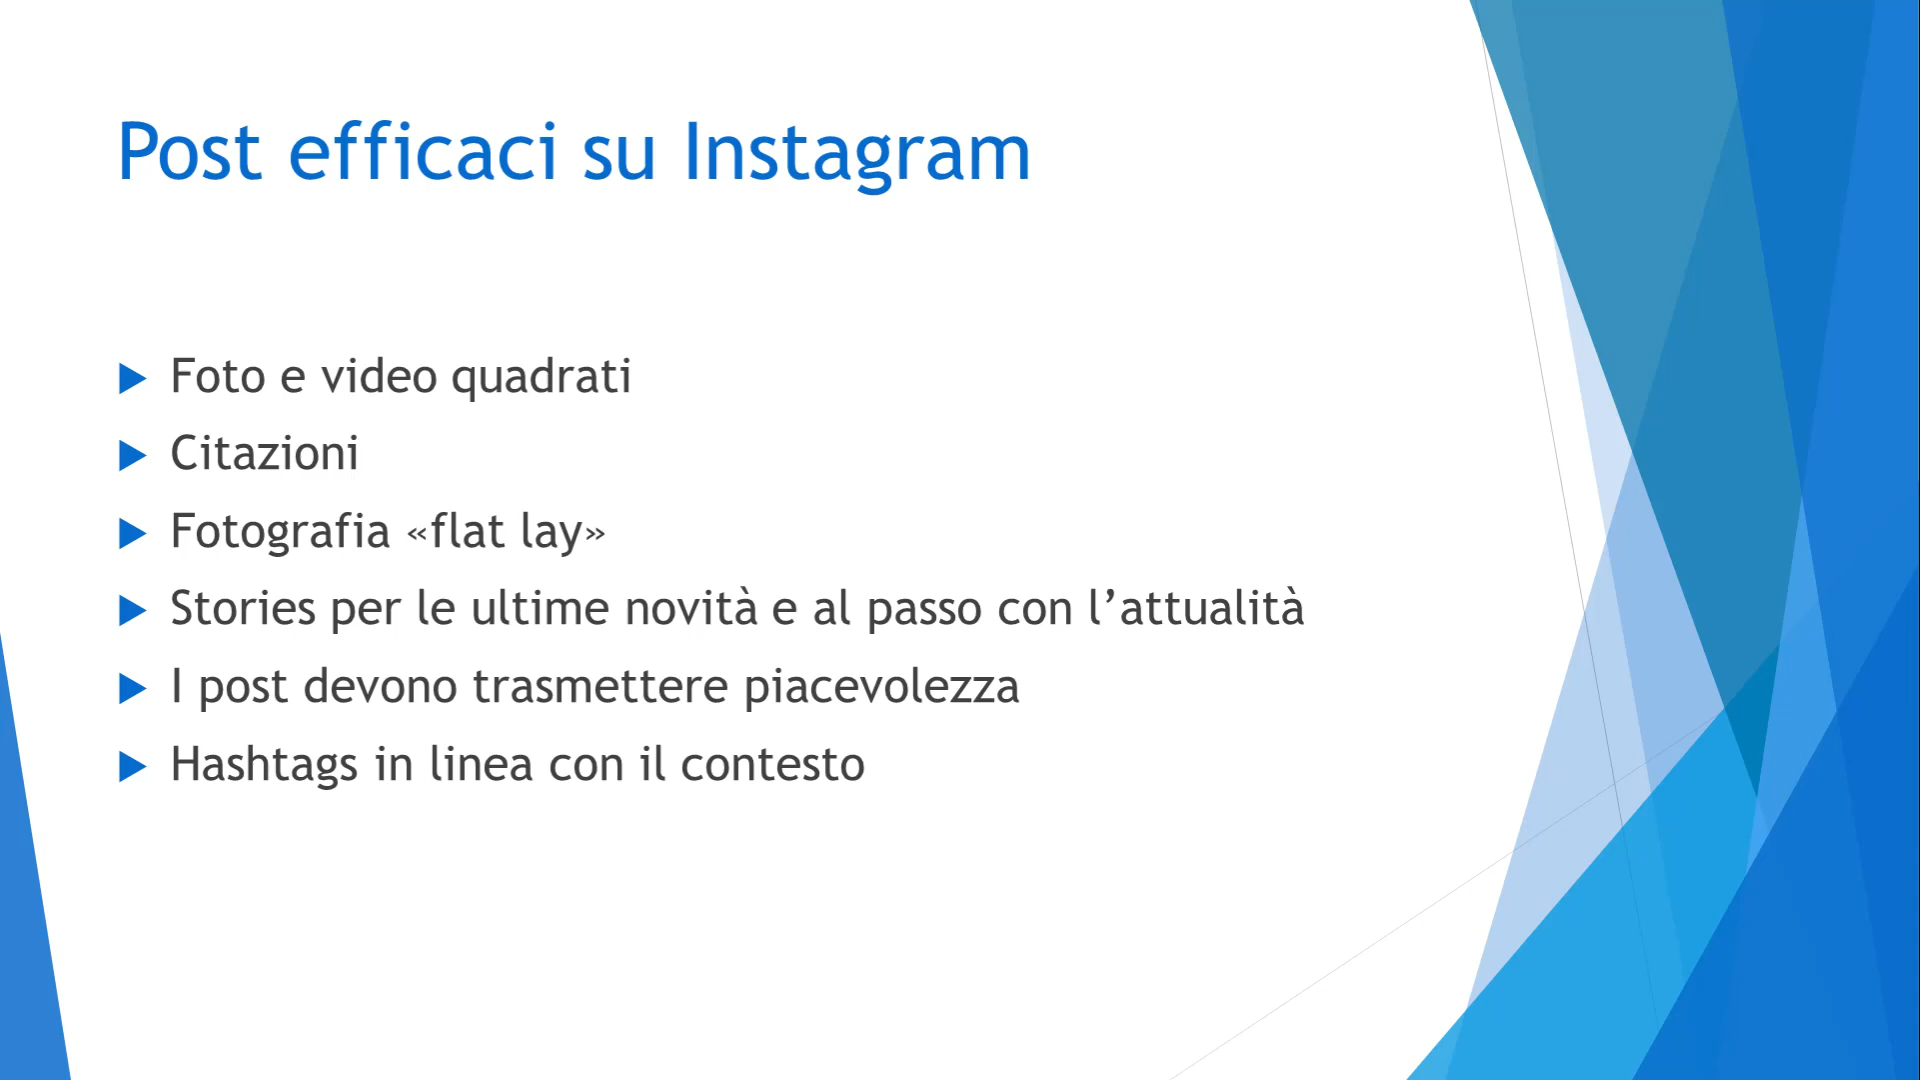 Post efficaci su Instagram
Foto e video quadrati
Citazioni
Fotografia «flat lay»
Stories per le ultime novità e al passo con l’attualità
I post devono trasmettere piacevolezza
Hashtags in linea con il contesto